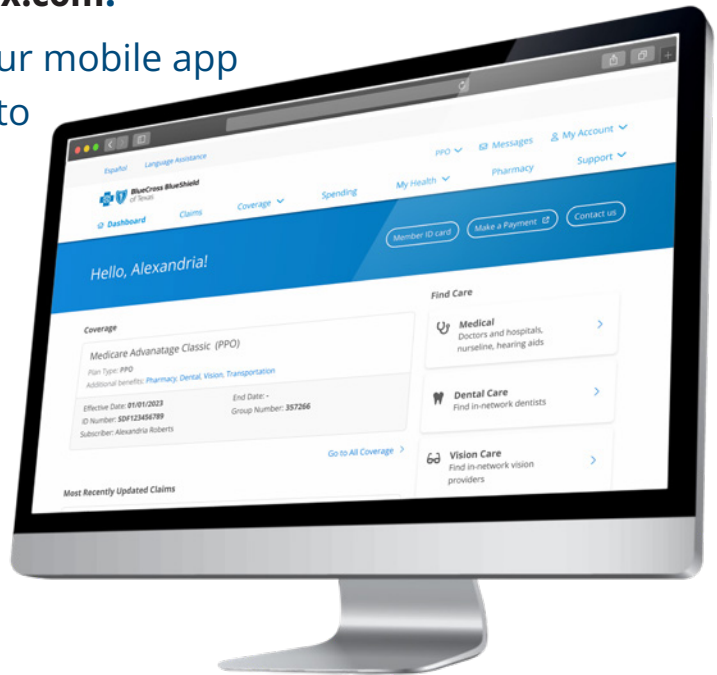 x.com.
ur mobile app
to
Español Language Assistance
PPO Messages My Account
BlueCross BlueShield
of Texas
Dashboard Claims Coverage Spending My Health Pharmacy Support
Hello, Alexandria!
Member ID card Make a Payment Contact us
Coverage
Medicare Advanatage Classic (PPO)
Plan Type: PPO
Additional benefits: Pharmacy, Dental, Vision, Transportation
Effective Date: 01/01/2023 End Date: -
ID Number: SDF123456789 Group Number: 357266
Subscriber: Alexandria Roberts
Go to All Coverage >
Most Recently Updated Claims
Find Care
Medical
Doctors and hospitals,
nurseline, hearing aids
Dental Care
Find in-network dentists
Vision Care
Find in-network vision
providers